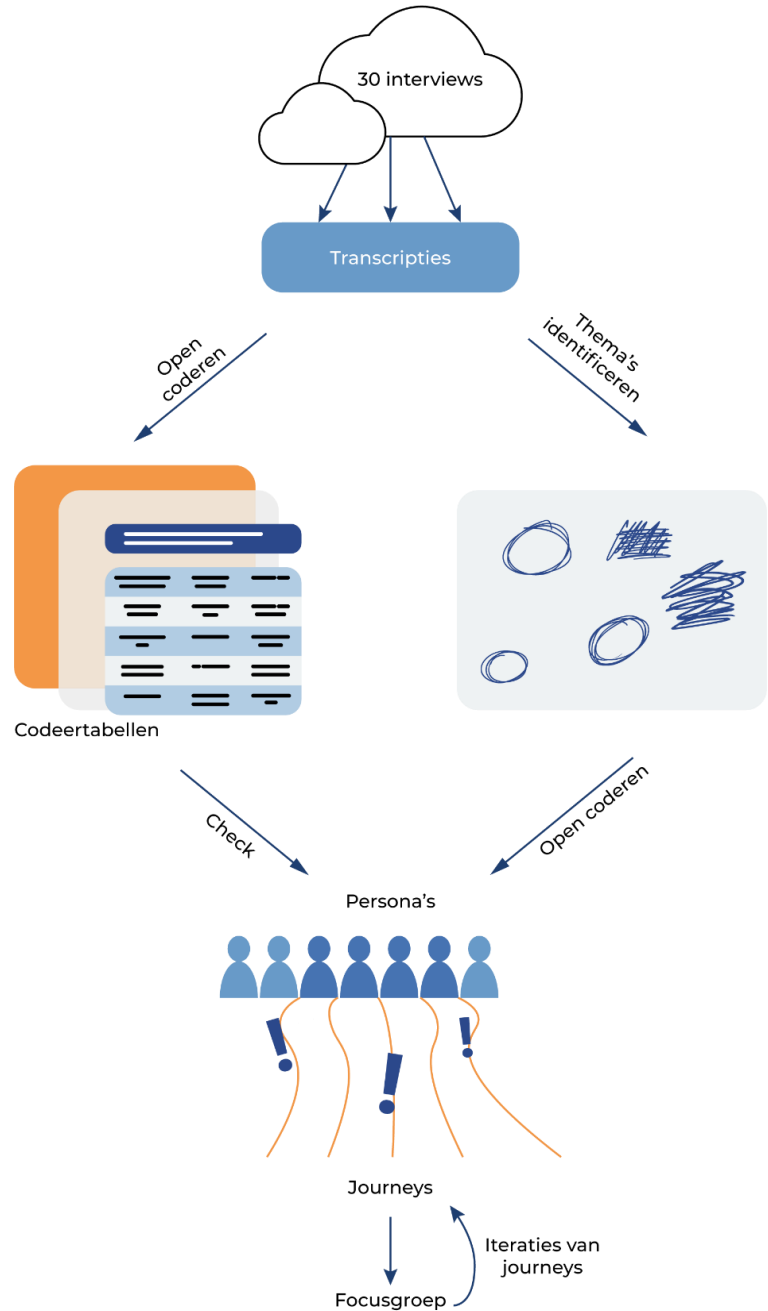 30 interviews
Transcripties
Open
coderen
Thema's
identificeren
Codeertabellen
Check
Open coderen
Persona's
!
!
!
Journeys
Iteraties van
journeys
Focusgroep